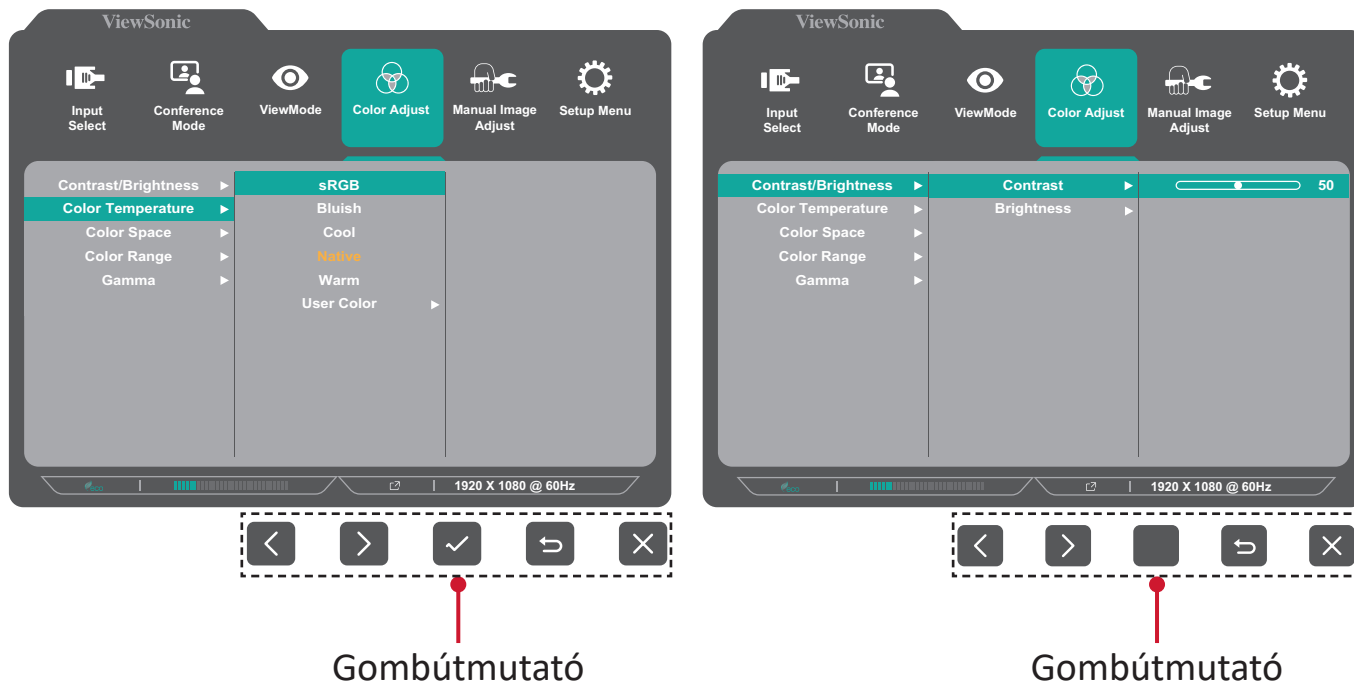 ViewSonic
Input Select
Conference Mode
ViewMode
Color Adjust
Manual Image Adjust
Setup Menu
Contrast/Brightness
Color Temperature
Color Space
Color Range
Gamma
sRGB
Bluish
Cool
Native
Warm
User Color
eco
1920 X 1080 @ 60Hz
Gombútmutató
ViewSonic
Input Select
Conference Mode
ViewMode
Color Adjust
Manual Image Adjust
Setup Menu
Contrast/Brightness
Color Temperature
Color Space
Color Range
Gamma
Contrast
Brightness
50
eco
1920 X 1080 @ 60Hz
Gombútmutató